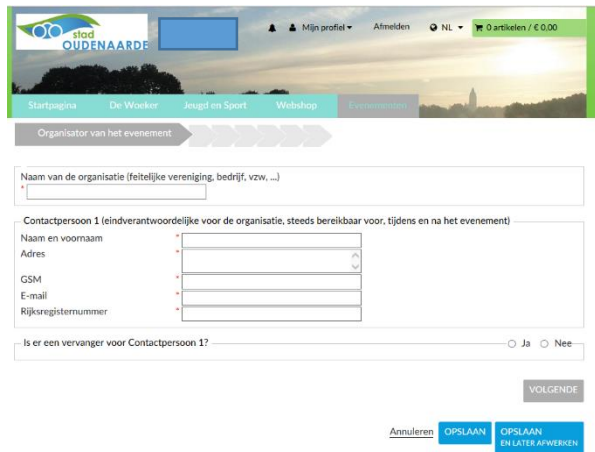 stad
OUDENAARDE
Mijn profiel
Afmelden
NL
0 artikelen / € 0,00
Startpagina
De Woeker
Jeugd en Sport
Webshop
Evenementen
Organisator van het evenement
Naam van de organisatie (feitelijke vereniging, bedrijf, vzw, ...)
*
Contactpersoon 1 (eindverantwoordelijke voor de organisatie, steeds bereikbaar voor, tijdens en na het evenement)
Naam en voornaam *
Adres *
GSM *
E-mail *
Rijksregisternummer *
Is er een vervanger voor Contactpersoon 1? Ja Nee
VOLGENDE
Annuleren OPSLAAN OPSLAAN
EN LATER AFWERKEN